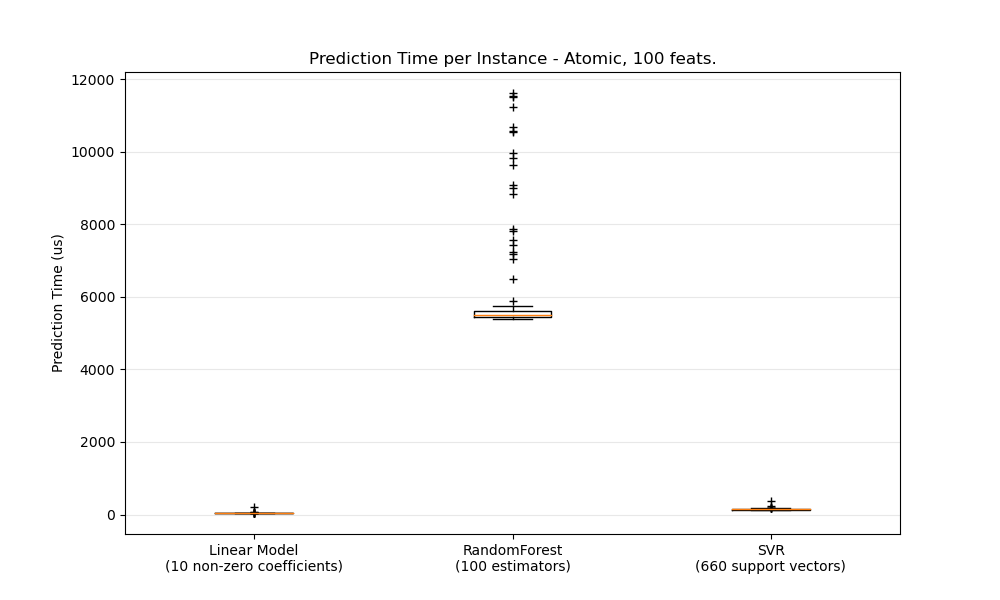 Prediction Time per Instance - Atomic, 100 feats.
12000
10000
8000
6000
4000
2000
0
Prediction Time (us)
Linear Model
(10 non-zero coefficients)
RandomForest
(100 estimators)
SVR
(660 support vectors)